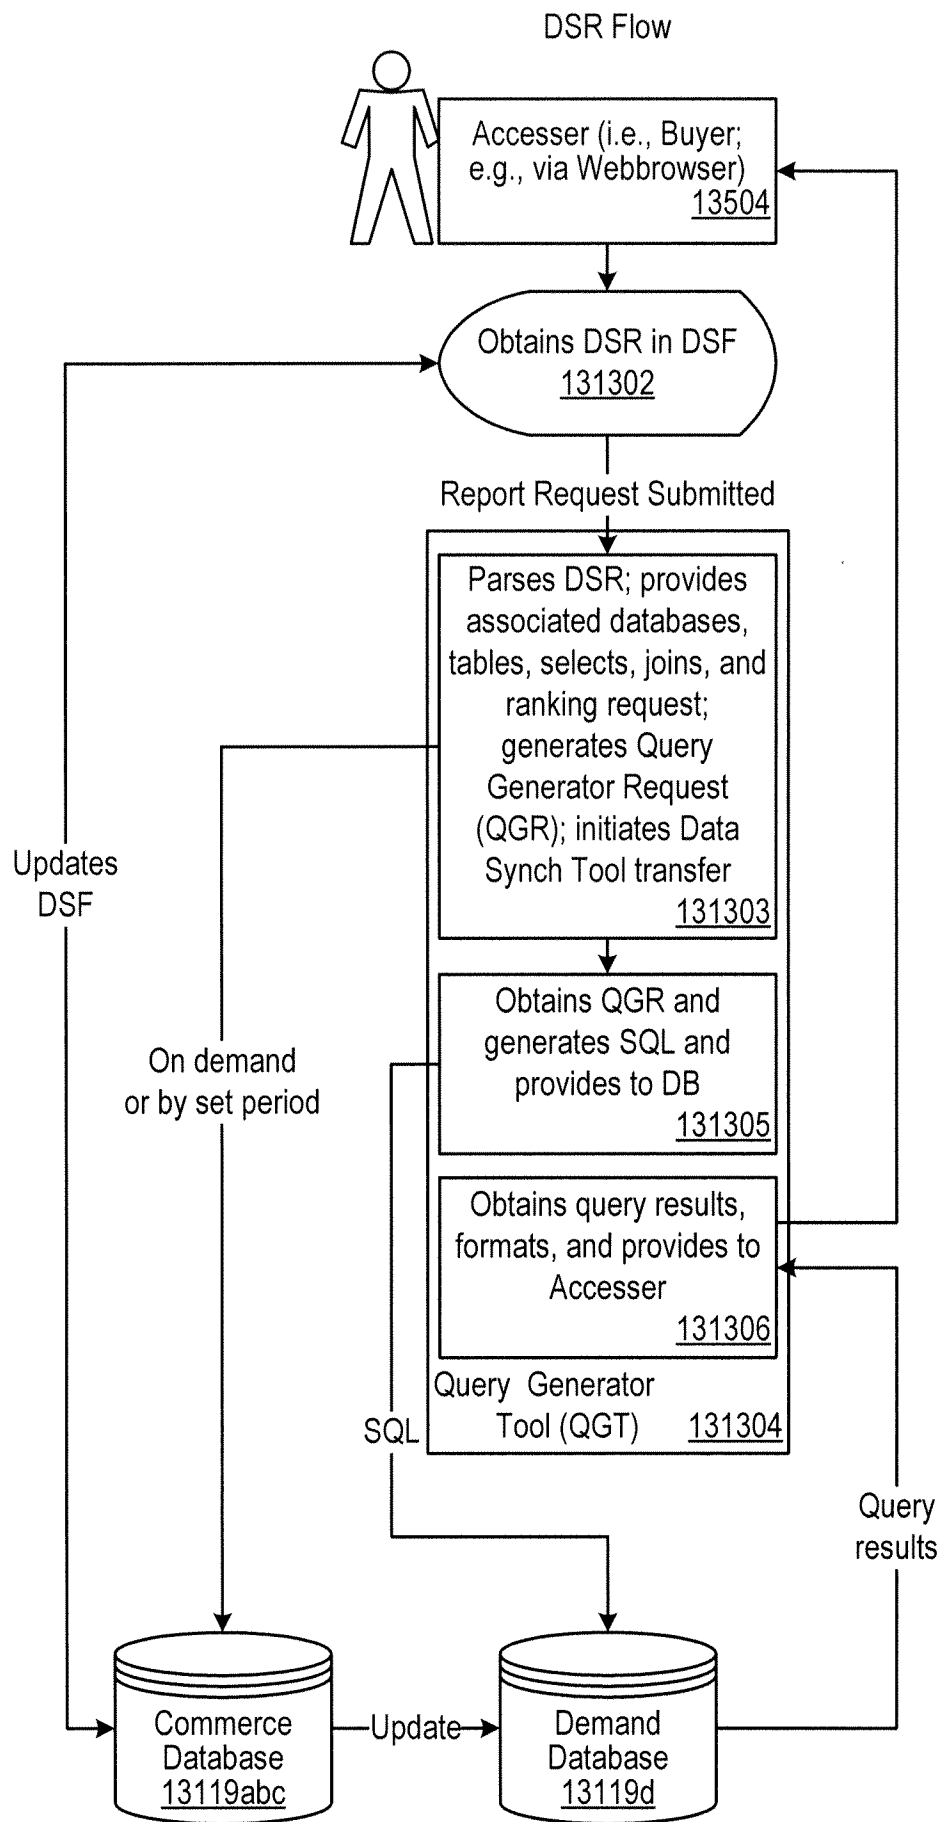 DSR Flow
Accesser (i.e., Buyer;
e.g., via Webbrowser)
13504
Obtains DSR in DSF
131302
Report Request Submitted
Parses DSR; provides
associated databases,
tables, selects, joins, and
ranking request;
generates Query
Generator Request
(QGR); initiates Data
Synch Tool transfer
131303
Updates
DSF
On demand
or by set period
Obtains QGR and
generates SQL and
provides to DB
131305
Obtains query results,
formats, and provides to
Accesser
131306
Query Generator
Tool (QGT)
131304
SQL
Query
results
Commerce
Database
13119abc
Update
Demand
Database
13119d